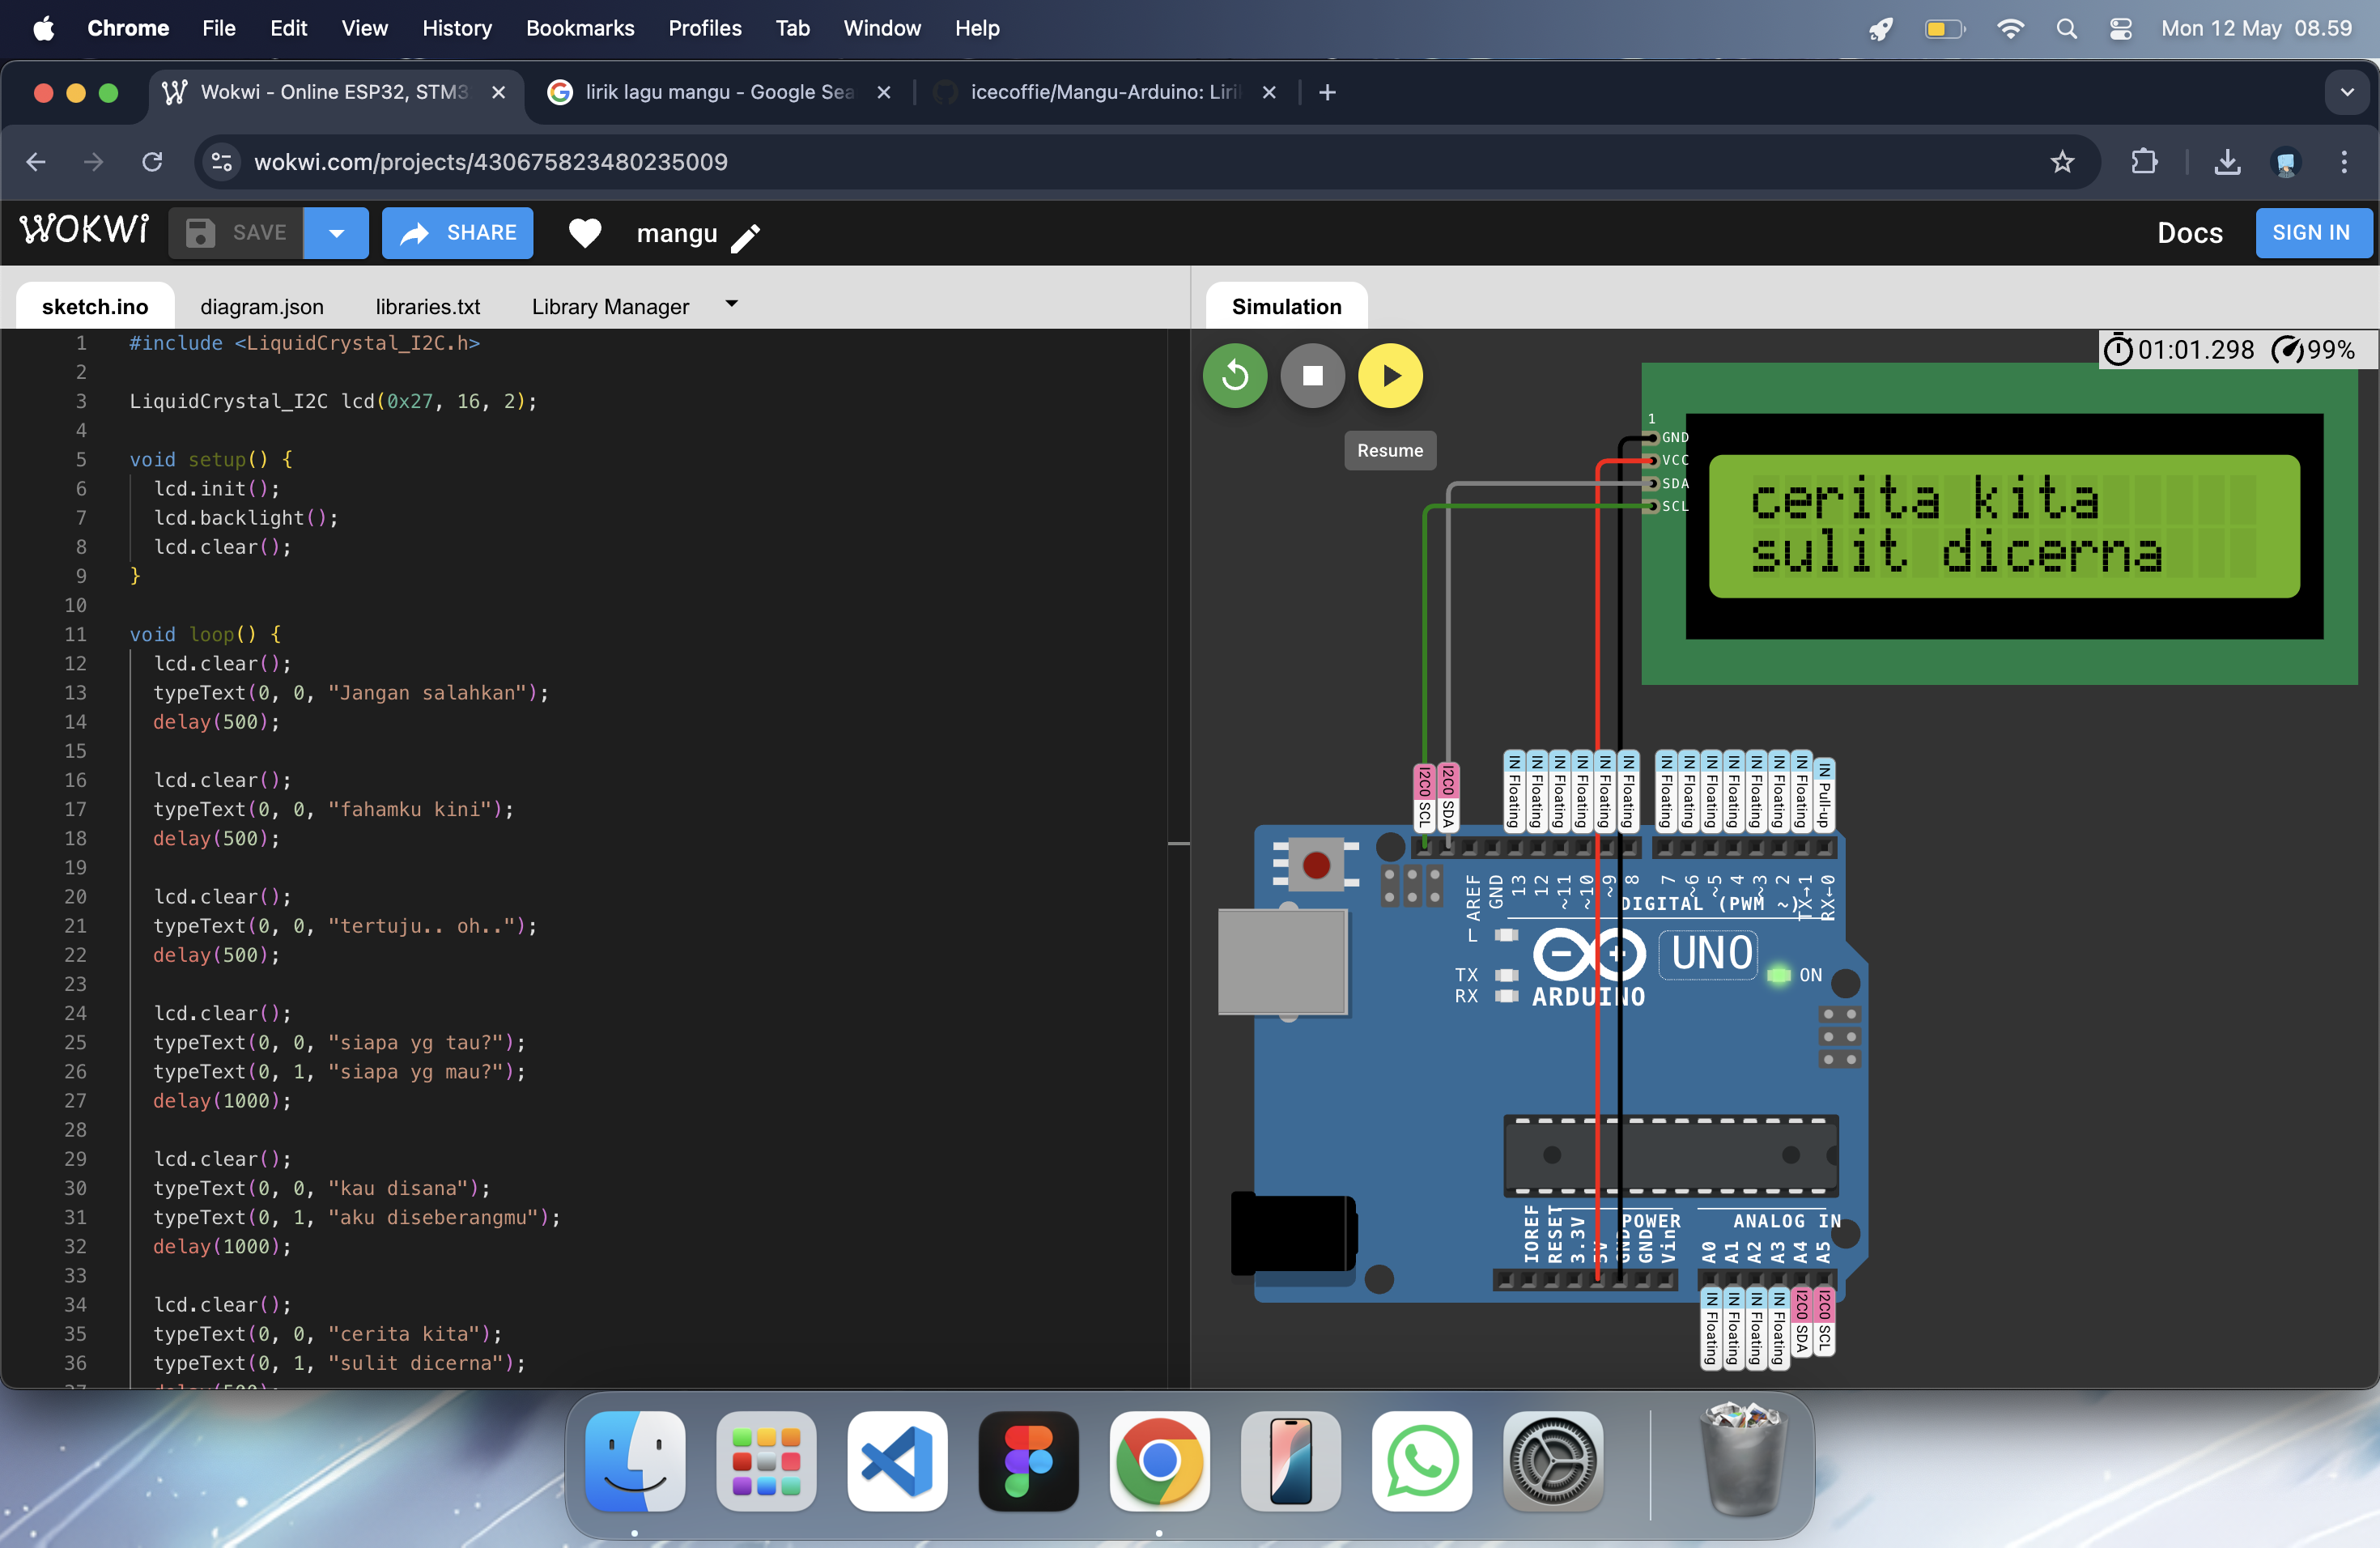 Chrome File Edit View History Bookmarks Profiles Tab Window Help Mon 12 May 08.59
Wokwi - Online ESP32, STM3 lirik lagu mangu - Google Sea icecoffie/Mangu-Arduino: Liri
wokwi.com/projects/430675823480235009
WOKWi SAVE SHARE mangu Docs SIGN IN
sketch.ino diagram.json libraries.txt Library Manager Simulation
01:01.298 99%
Resume
1 #include <LiquidCrystal_I2C.h>
2
3 LiquidCrystal_I2C lcd(0x27, 16, 2);
4
5 void setup() {
6 lcd.init();
7 lcd.backlight();
8 lcd.clear();
9 }
10
11 void loop() {
12 lcd.clear();
13 typeText(0, 0, "Jangan salahkan");
14 delay(500);
15
16 lcd.clear();
17 typeText(0, 0, "fahamku kini");
18 delay(500);
19
20 lcd.clear();
21 typeText(0, 0, "tertuju.. oh..");
22 delay(500);
23
24 lcd.clear();
25 typeText(0, 0, "siapa yg tau?");
26 typeText(0, 1, "siapa yg mau?");
27 delay(1000);
28
29 lcd.clear();
30 typeText(0, 0, "kau disana");
31 typeText(0, 1, "aku diseberangmu");
32 delay(1000);
33
34 lcd.clear();
35 typeText(0, 0, "cerita kita");
36 typeText(0, 1, "sulit dicerna");
1
GND
VCC
SDA
SCL
cerita kita
sulit dicerna
I2C0 SCL
I2C0 SDA
IN Floating
IN Floating
IN Floating
IN Floating
IN Floating
IN Floating
IN Floating
IN Floating
IN Floating
IN Floating
IN Floating
IN Floating
IN Floating
IN Pull-up
AREF GND 13 12 ~11 ~10 ~9 8 7 ~6 ~5 4 ~3 2 TX→1 RX←0
DIGITAL (PWM ~)
L
TX
RX
ARDUINO
UNO
ON
IOREF RESET 3.3V 5V GND GND Vin
POWER
ANALOG IN
A0 A1 A2 A3 A4 A5
IN Floating
IN Floating
IN Floating
IN Floating
I2C0 SDA
I2C0 SCL